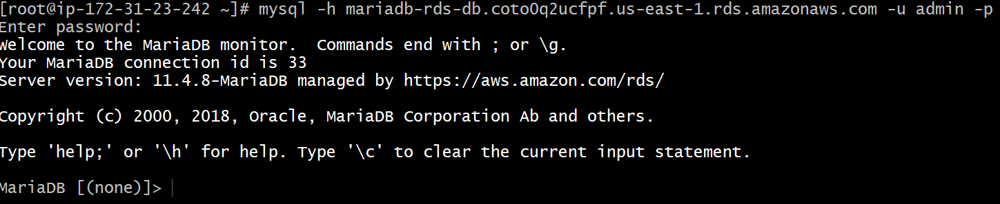 [root@ip-172-31-23-242 ~]# mysql -h mariadb-rds-db.coto0q2ucfpf.us-east-1.rds.amazonaws.com -u admin -p
Enter password:
Welcome to the MariaDB monitor.  Commands end with ; or \g.
Your MariaDB connection id is 33
Server version: 11.4.8-MariaDB managed by https://aws.amazon.com/rds/
Copyright (c) 2000, 2018, Oracle, MariaDB Corporation Ab and others.
Type 'help;' or '\h' for help. Type '\c' to clear the current input statement.
MariaDB [(none)]>